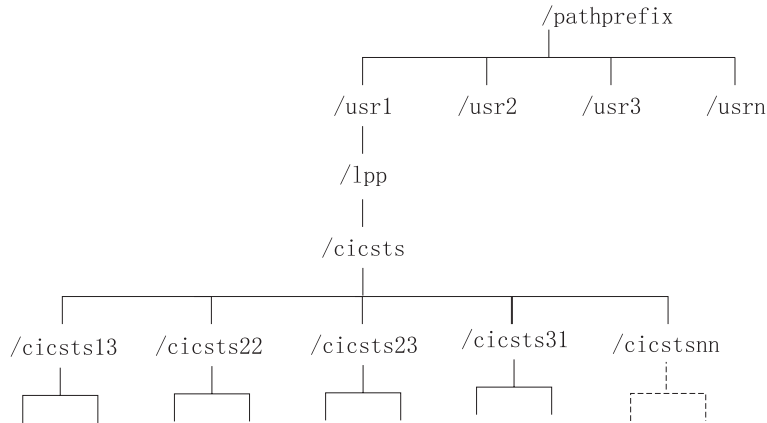 /pathprefix
/usr1 /usr2 /usr3 /usrn
/lpp
/cicsts
/cicsts13 /cicsts22 /cicsts23 /cicsts31 /cicstsnn